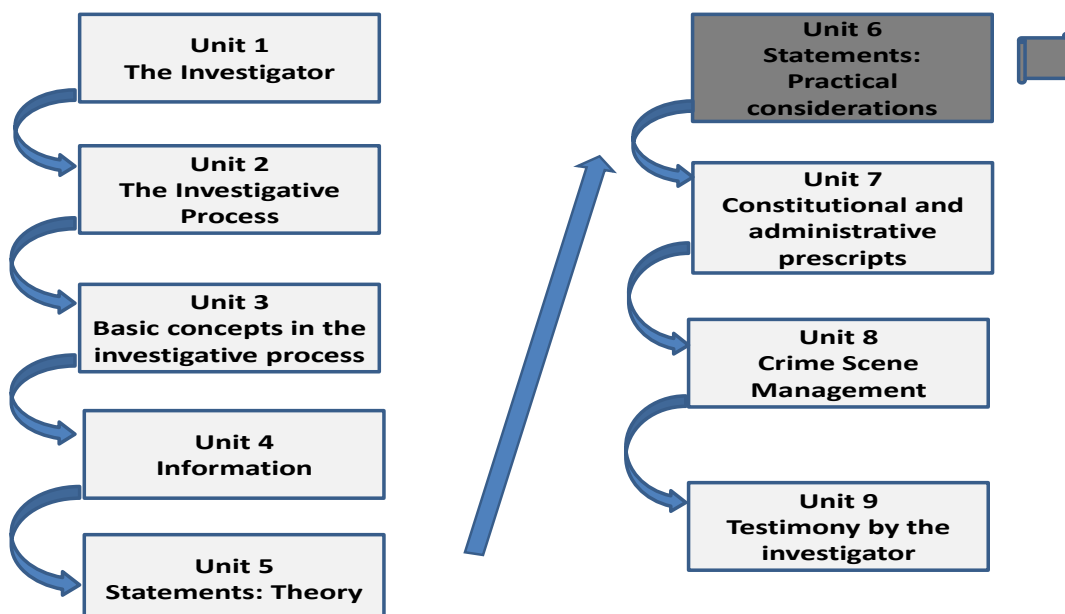 Unit 1
The Investigator
Unit 2
The Investigative
Process
Unit 3
Basic concepts in the
investigative process
Unit 4
Information
Unit 5
Statements: Theory
Unit 6
Statements:
Practical
considerations
Unit 7
Constitutional and
administrative
prescripts
Unit 8
Crime Scene
Management
Unit 9
Testimony by the
investigator